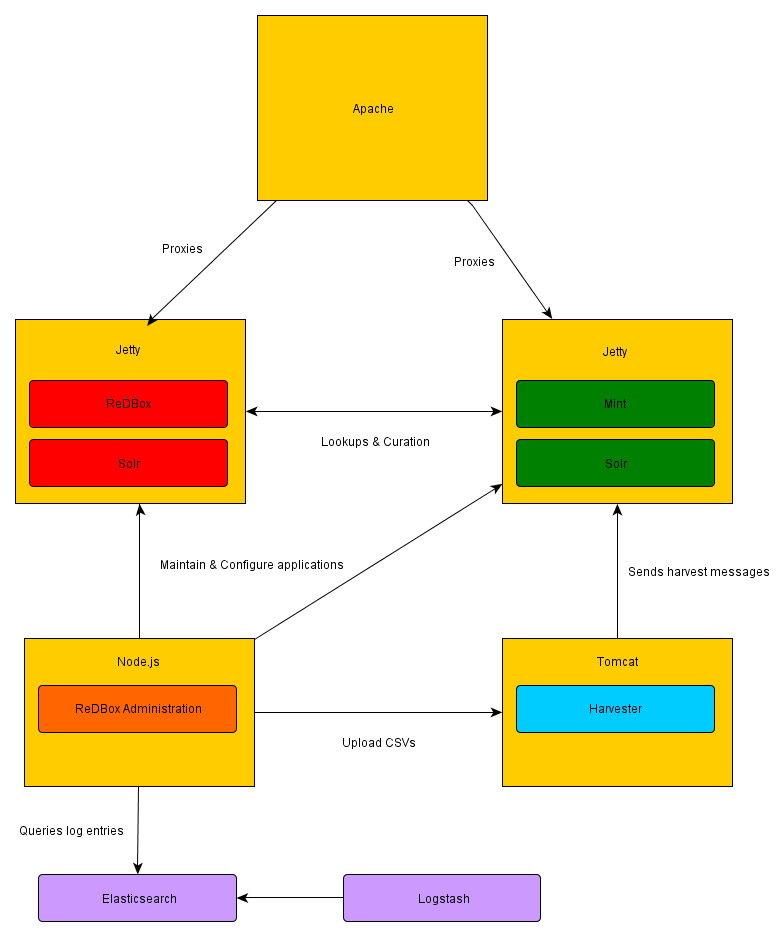 Apache
Proxies
Proxies
Jetty
Jetty
ReDBox
Mint
Solr
Solr
Lookups & Curation
Maintain & Configure applications
Sends harvest messages
Node.js
Tomcat
ReDBox Administration
Harvester
Upload CSVs
Queries log entries
Elasticsearch
Logstash